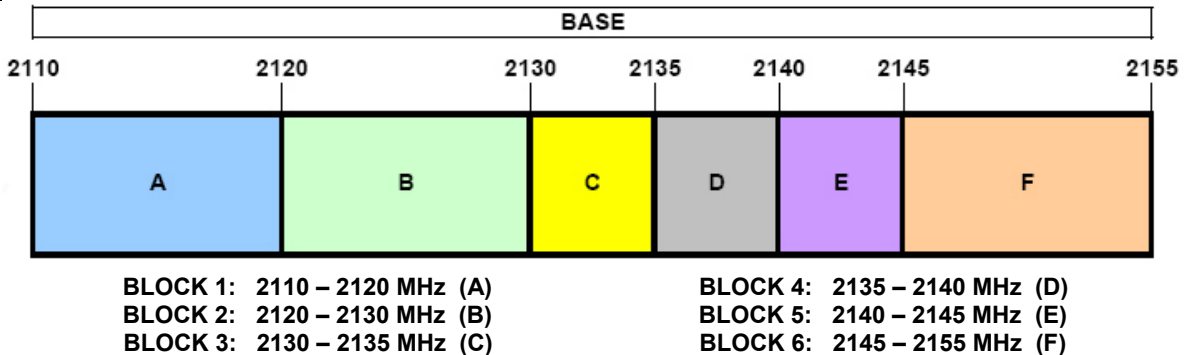 BASE
2110 2120 2130 2135 2140 2145 2155
A B C D E F
BLOCK 1: 2110 – 2120 MHz (A)
BLOCK 2: 2120 – 2130 MHz (B)
BLOCK 3: 2130 – 2135 MHz (C)
BLOCK 4: 2135 – 2140 MHz (D)
BLOCK 5: 2140 – 2145 MHz (E)
BLOCK 6: 2145 – 2155 MHz (F)